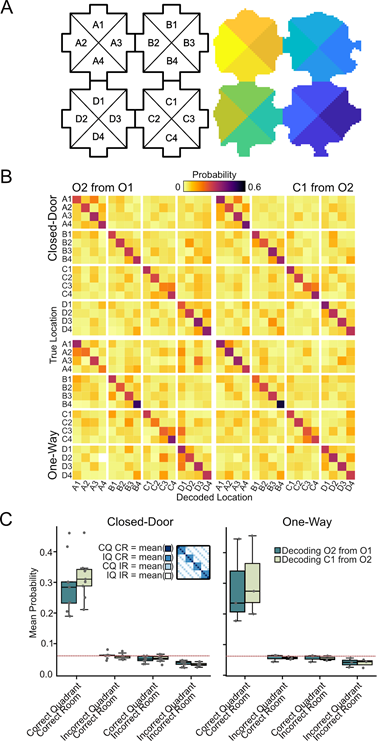 A
A1
A2 A3
A4
B1
B2 B3
B4
D1
D2 D3
D4
C1
C2 C3
C4
B
O2 from O1
Probability
0 0.6
C1 from O2
Closed-Door
A1
A2
A3
A4
B1
B2
B3
B4
C1
C2
C3
C4
D1
D2
D3
D4
True Location
One-Way
A1
A2
A3
A4
B1
B2
B3
B4
C1
C2
C3
C4
D1
D2
D3
D4
A1 A2 A3 A4 B1 B2 B3 B4 C1 C2 C3 C4 D1 D2 D3 D4 A1 A2 A3 A4 B1 B2 B3 B4 C1 C2 C3 C4 D1 D2 D3 D4
Decoded Location
C
Closed-Door
One-Way
CQ CR = mean( )
IQ CR = mean( )
CQ IR = mean( )
IQ IR = mean( )
Decoding O2 from O1
Decoding C1 from O2
Mean Probability
0.4
0.3
0.2
0.1
0.0
Correct Quadrant
Correct Room
Incorrect Quadrant
Correct Room
Correct Quadrant
Incorrect Room
Incorrect Quadrant
Incorrect Room
Correct Quadrant
Correct Room
Incorrect Quadrant
Correct Room
Correct Quadrant
Incorrect Room
Incorrect Quadrant
Incorrect Room